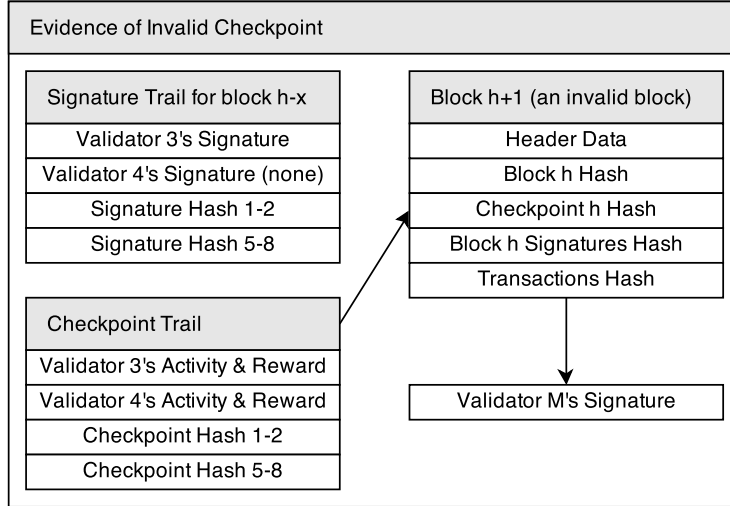 Evidence of Invalid Checkpoint
Signature Trail for block h-x
Validator 3's Signature
Validator 4's Signature (none)
Signature Hash 1-2
Signature Hash 5-8
Checkpoint Trail
Validator 3's Activity & Reward
Validator 4's Activity & Reward
Checkpoint Hash 1-2
Checkpoint Hash 5-8
Block h+1 (an invalid block)
Header Data
Block h Hash
Checkpoint h Hash
Block h Signatures Hash
Transactions Hash
Validator M's Signature